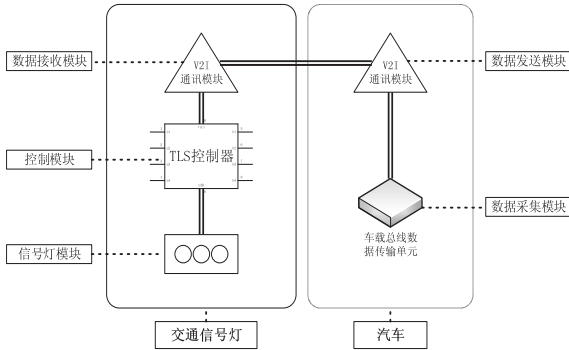 数据接收模块
V2I
通讯模块
V2I
通讯模块
数据发送模块
控制模块
TLS控制器
数据采集模块
车载总线数
据传输单元
信号灯模块
交通信号灯
汽车